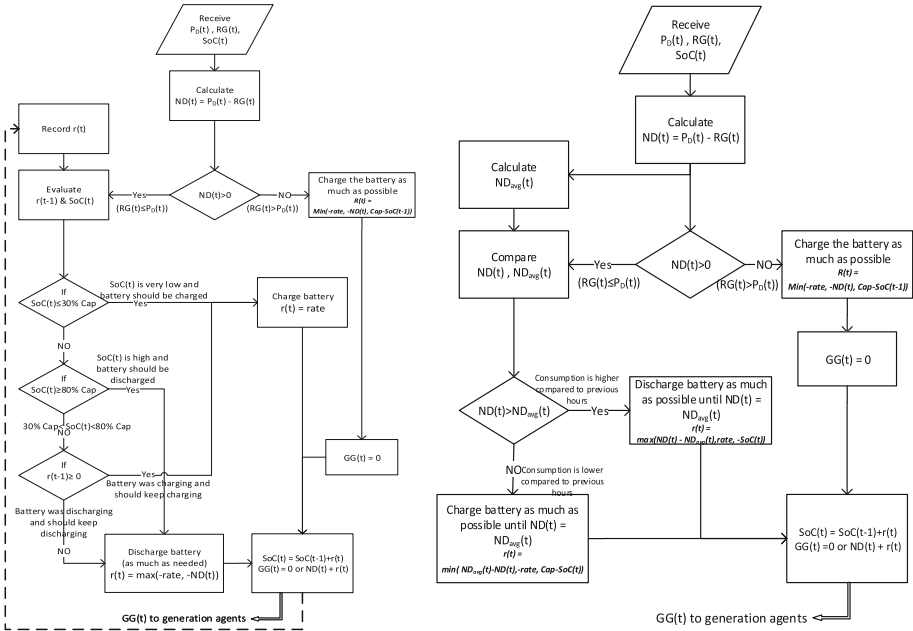 Receive
P_D(t) , RG(t),
SoC(t)
Calculate
ND(t) = P_D(t) - RG(t)
Record r(t)
Evaluate
r(t-1) & SoC(t)
Yes
(RG(t)≤P_D(t))
ND(t)>0
NO
(RG(t)>P_D(t))
Charge the battery as
much as possible
R(t) =
Min(-rate, -ND(t), Cap-SoC(t-1))
If
SoC(t)≤30% Cap
SoC(t) is very low and
battery should be charged
Yes
Charge battery
r(t) = rate
NO
SoC(t) is high and
battery should be
discharged
If
SoC(t)≥80% Cap
Yes
30% Cap<SoC(t)<80% Cap
NO
If
r(t-1)≥ 0
Yes
Battery was charging and
should keep charging
GG(t) = 0
Battery was discharging
and should keep
discharging
NO
Discharge battery
(as much as needed)
r(t) = max(-rate, -ND(t))
SoC(t) = SoC(t-1)+r(t)
GG(t) = 0 or ND(t) + r(t)
GG(t) to generation agents
Receive
P_D(t) , RG(t),
SoC(t)
Calculate
ND(t) = P_D(t) - RG(t)
Calculate
ND_avg(t)
Compare
ND(t) , ND_avg(t)
Yes
(RG(t)≤P_D(t))
ND(t)>0
NO
(RG(t)>P_D(t))
Charge the battery as
much as possible
R(t) =
Min(-rate, -ND(t), Cap-SoC(t-1))
GG(t) = 0
ND(t)>ND_avg(t)
Consumption is higher
compared to previous
hours
Yes
Discharge battery as much
as possible until ND(t) =
ND_avg(t)
r(t) =
max(ND(t) - ND_avg(t),rate, -SoC(t))
NO
Consumption is lower
compared to previous
hours
Charge battery as much as
possible until ND(t) =
ND_avg(t)
r(t) =
min( ND_avg(t)-ND(t),-rate, Cap-SoC(t))
SoC(t) = SoC(t-1)+r(t)
GG(t) =0 or ND(t) + r(t)
GG(t) to generation agents